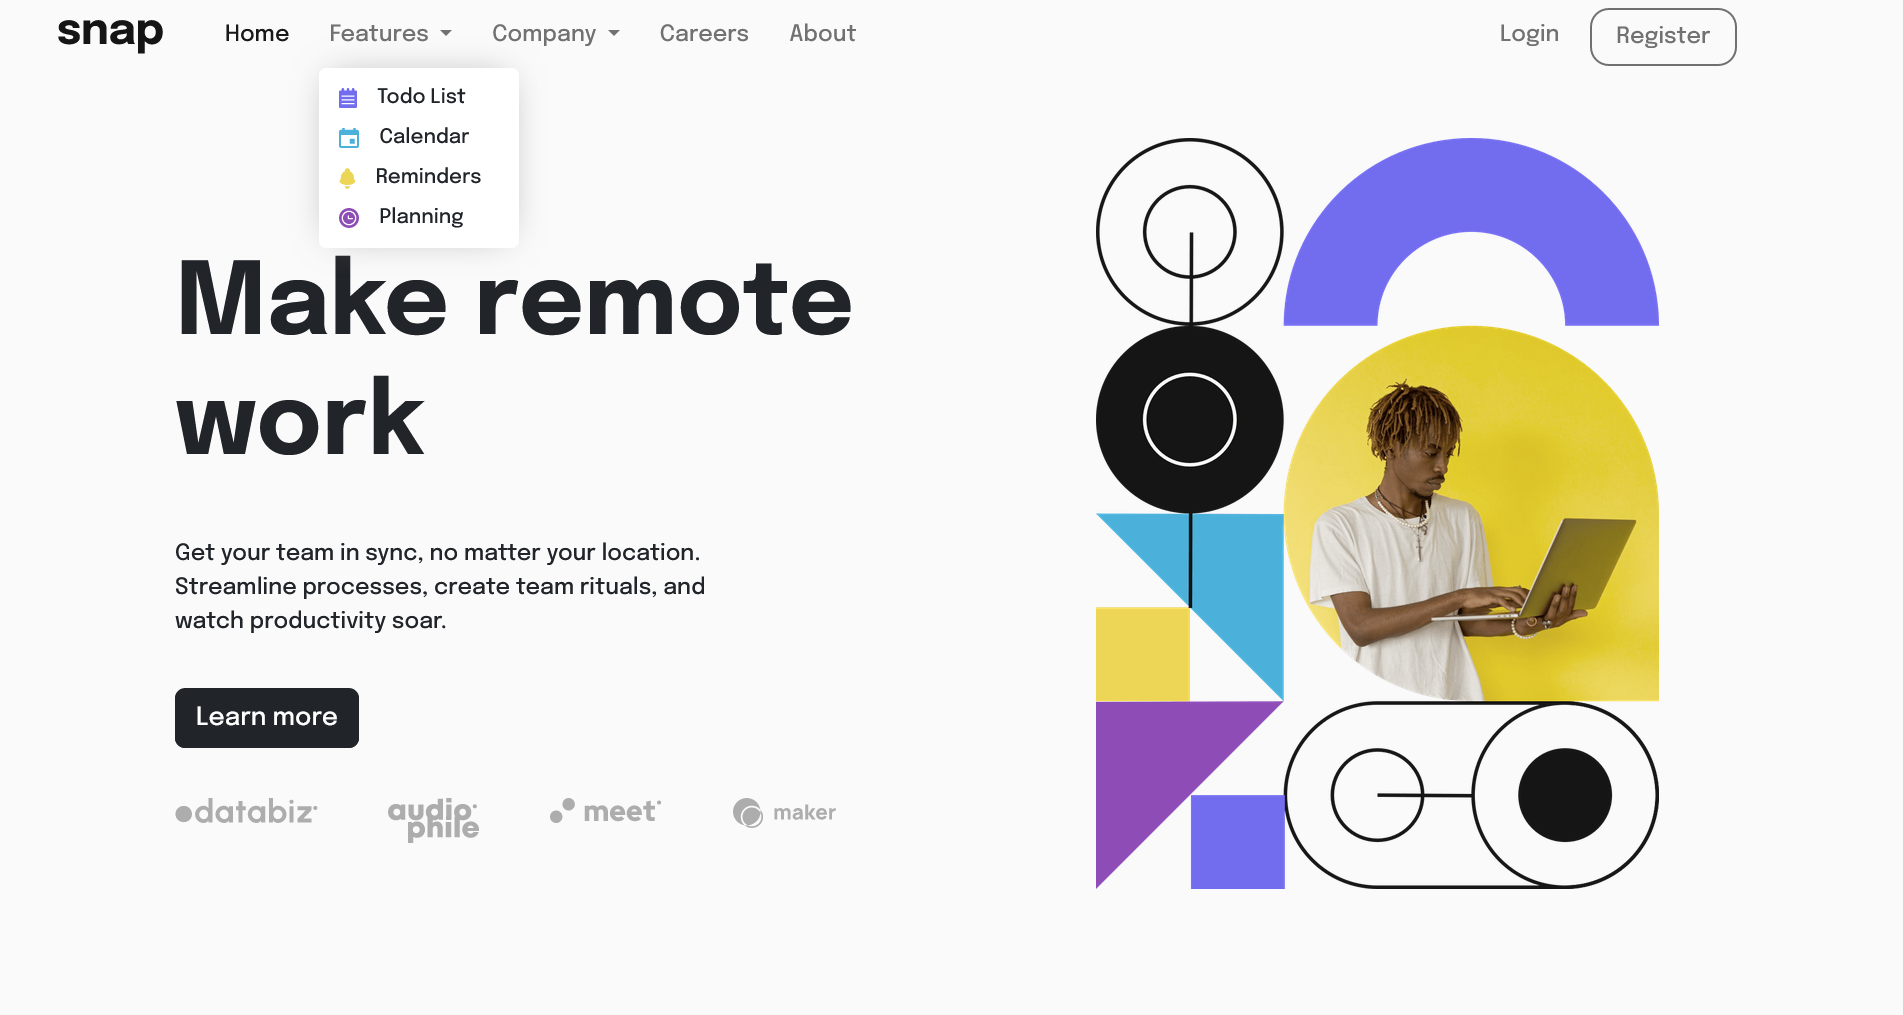 snap Home Features Company Careers About Login Register
Todo List
Calendar
Reminders
Planning
Make remote
work
Get your team in sync, no matter your location.
Streamline processes, create team rituals, and
watch productivity soar.
Learn more
databiz audio meet maker
phile